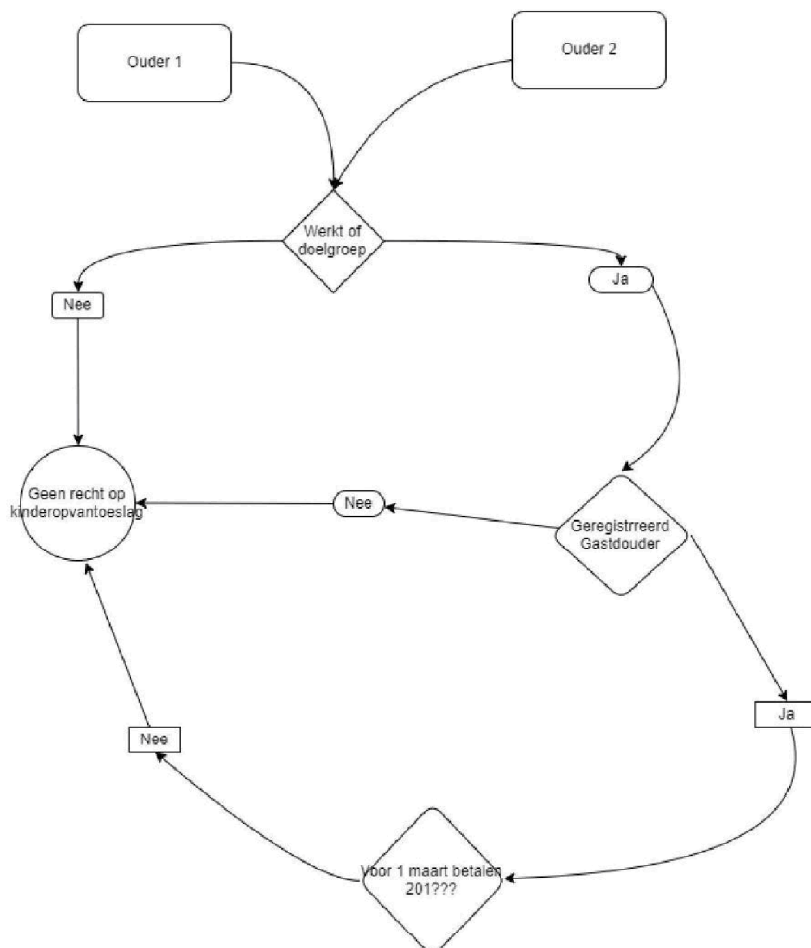 Ouder 1
Ouder 2
Werkt of
doelgroep
Nee
Ja
Geen recht op
kinderopvantoeslag
Nee
Geregistrreerd
Gastdouder
Nee
Ja
Voor 1 maart betalen
201???